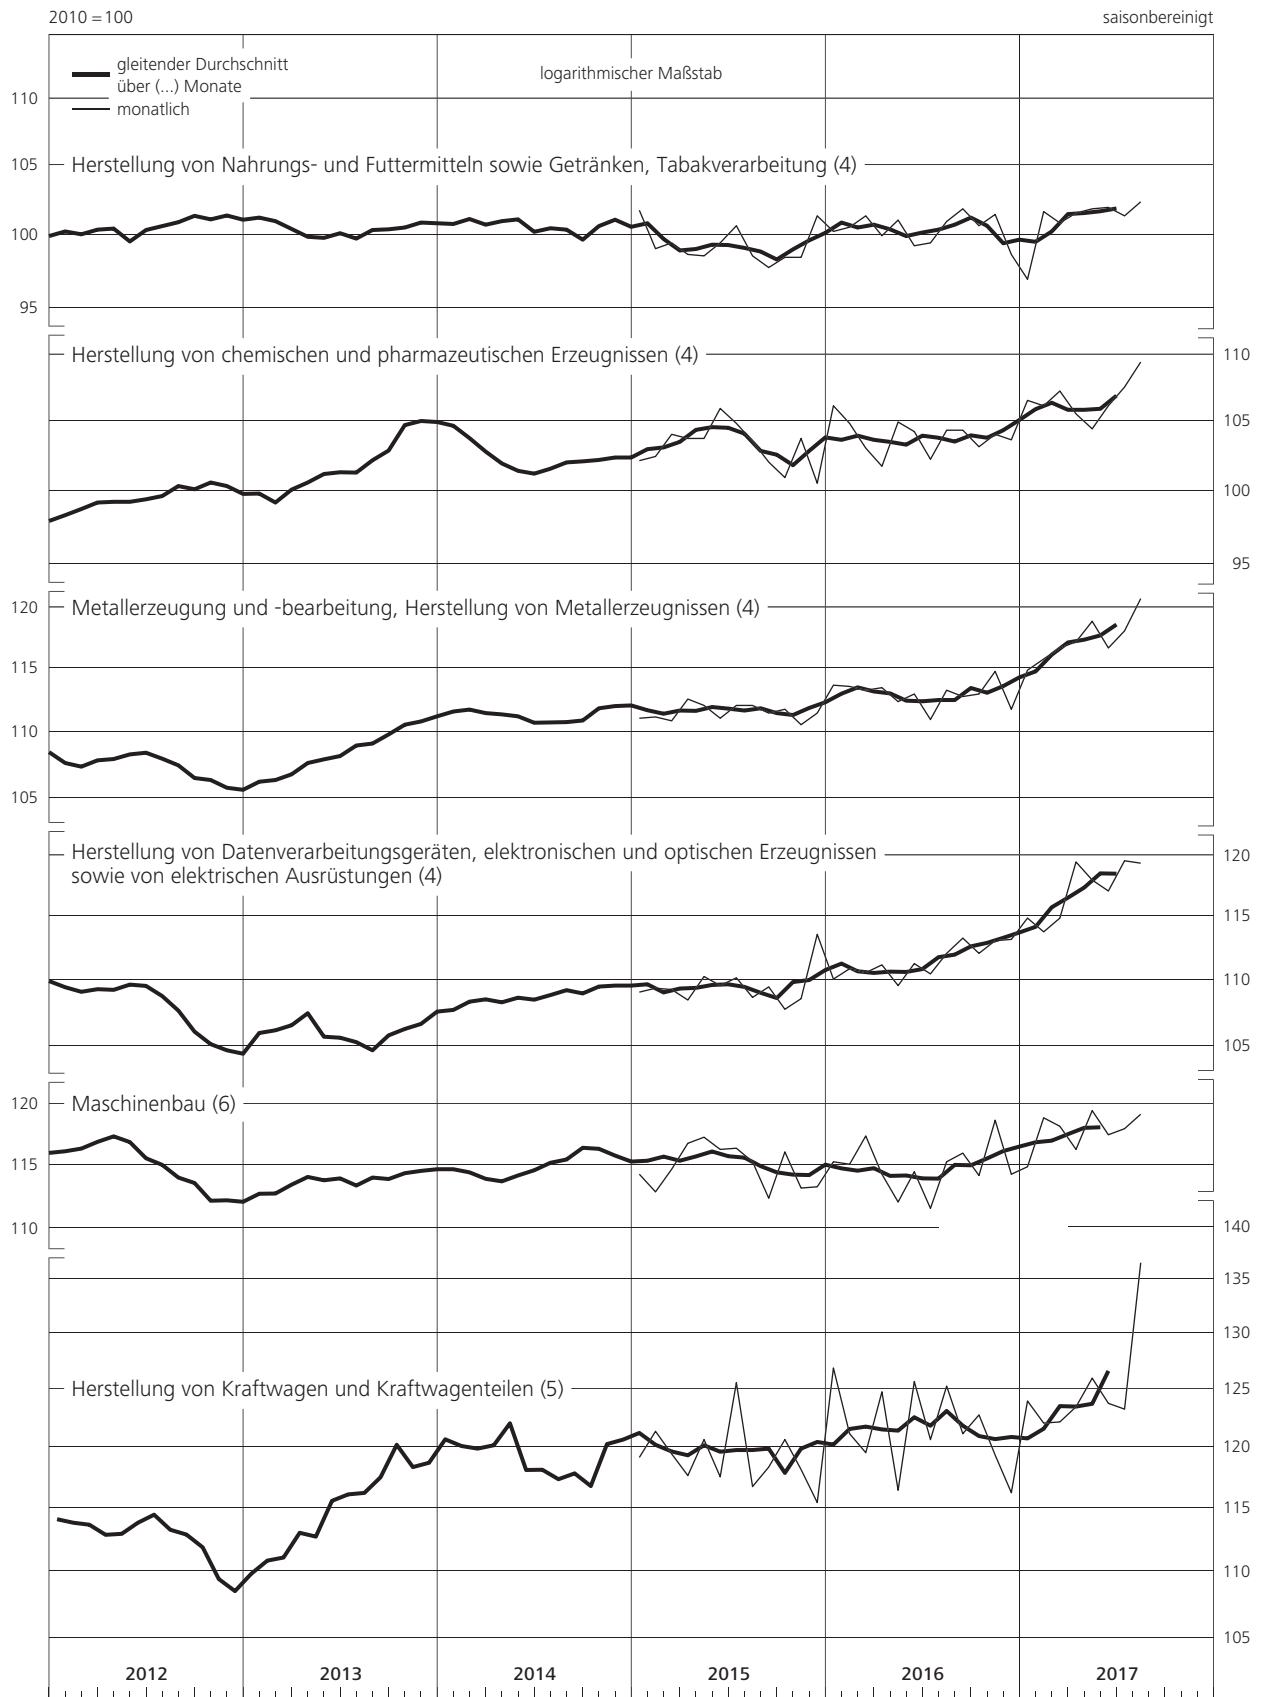 2010 = 100
saisonbereinigt
gleitender Durchschnitt
über (...) Monate
monatlich
logarithmischer Maßstab
110
105
Herstellung von Nahrungs- und Futtermitteln sowie Getränken, Tabakverarbeitung (4)
100
95
Herstellung von chemischen und pharmazeutischen Erzeugnissen (4)
110
105
100
95
120
Metallerzeugung und -bearbeitung, Herstellung von Metallerzeugnissen (4)
115
110
105
Herstellung von Datenverarbeitungsgeräten, elektronischen und optischen Erzeugnissen
sowie von elektrischen Ausrüstungen (4)
120
115
110
105
120
Maschinenbau (6)
115
110
140
135
130
Herstellung von Kraftwagen und Kraftwagenteilen (5)
125
120
115
110
105
2012 2013 2014 2015 2016 2017